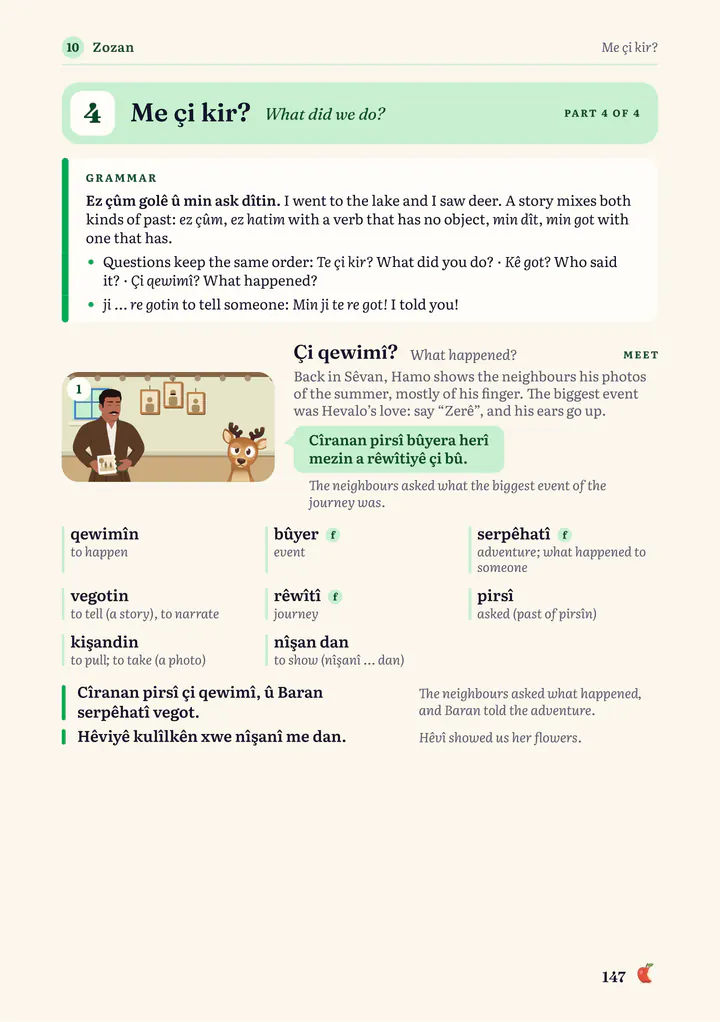 10 Zozan
Me çi kir?
4 Me çi kir? What did we do? PART 4 OF 4
GRAMMAR
Ez çûm golê û min ask dîtin. I went to the lake and I saw deer. A story mixes both
kinds of past: ez çûm, ez hatim with a verb that has no object, min dît, min got with
one that has.
• Questions keep the same order: Te çi kir? What did you do? · Kê got? Who said
it? · Çi qewimî? What happened?
• ji ... re gotin to tell someone: Min ji te re got! I told you!
Çi qewimî? What happened? MEET
1
Back in Sêvan, Hamo shows the neighbours his photos
of the summer, mostly of his finger. The biggest event
was Hevalo’s love: say “Zerê”, and his ears go up.
Cîranan pirsî bûyera herî
mezin a rêwîtiyê çi bû.
The neighbours asked what the biggest event of the
journey was.
qewimîn
to happen
bûyer f
event
serpêhatî f
adventure; what happened to
someone
vegotin
to tell (a story), to narrate
rêwîtî f
journey
pirsî
asked (past of pirsîn)
kişandin
to pull; to take (a photo)
nîşan dan
to show (nîşanî ... dan)
Cîranan pirsî çi qewimî, û Baran
serpêhatî vegot.
The neighbours asked what happened,
and Baran told the adventure.
Hêviyê kulîlkên xwe nîşanî me dan.
Hêvî showed us her flowers.
147